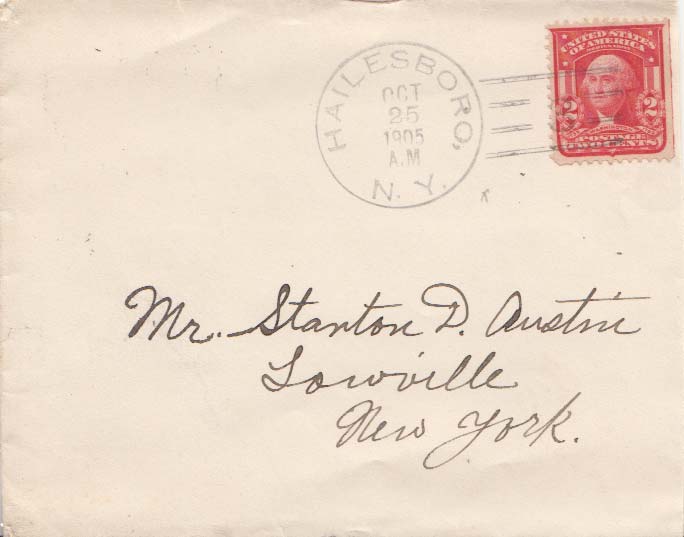 HAILESBORO, N.Y.
OCT
25
1905
A.M
UNITED STATES
OF AMERICA
2 2
WASHINGTON
POSTAGE
TWO CENTS
Mr. Stanton D. Austin
Lowville
New York.